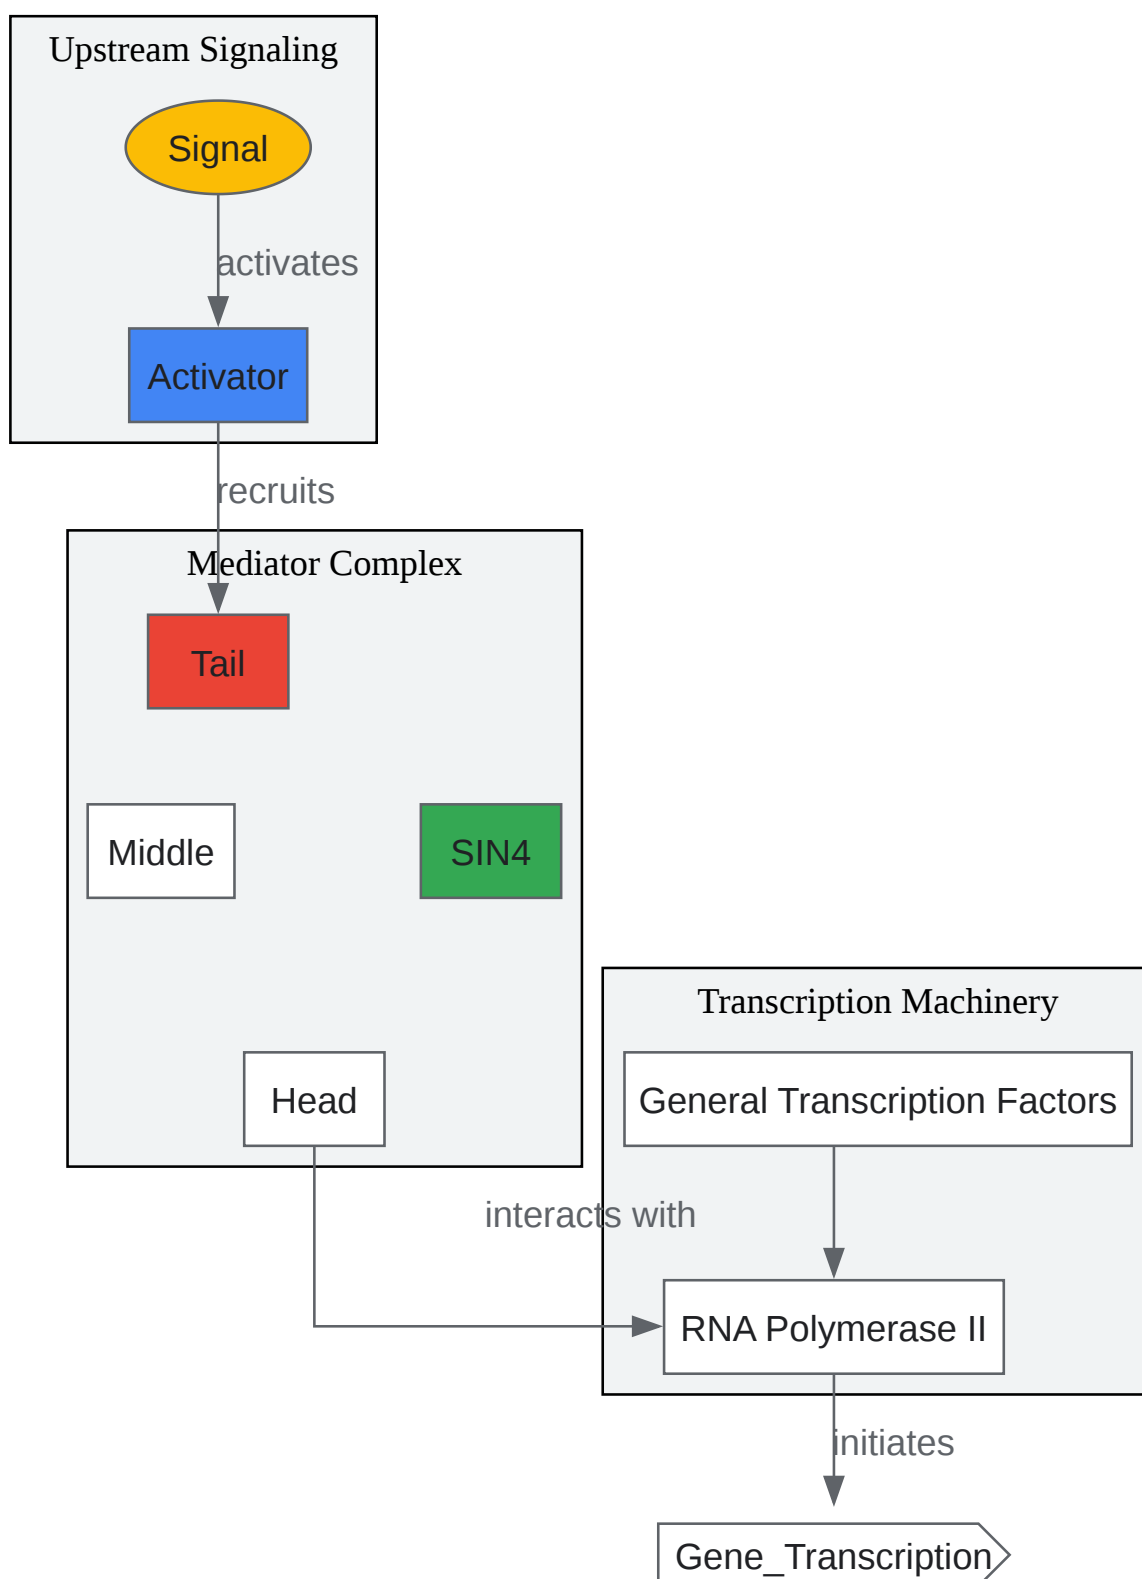 Upstream Signaling
Signal
activates
Activator
recruits
Mediator Complex
Tail
Middle
SIN4
Transcription Machinery
Head
General Transcription Factors
interacts with
RNA Polymerase II
initiates
Gene_Transcription